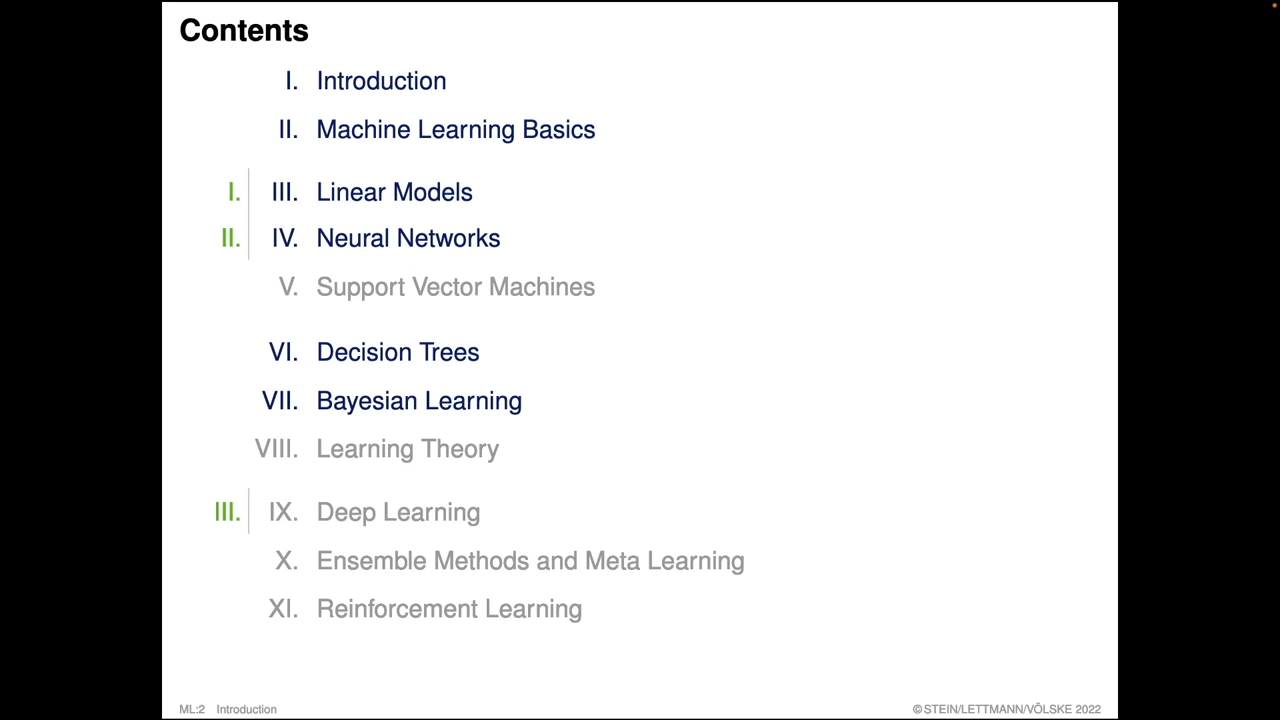 Contents
I. Introduction
II. Machine Learning Basics
I. III. Linear Models
II. IV. Neural Networks
V. Support Vector Machines
VI. Decision Trees
VII. Bayesian Learning
VIII. Learning Theory
III. IX. Deep Learning
X. Ensemble Methods and Meta Learning
XI. Reinforcement Learning
ML:2 Introduction ©STEIN/LETTMANN/VÖLSKE 2022